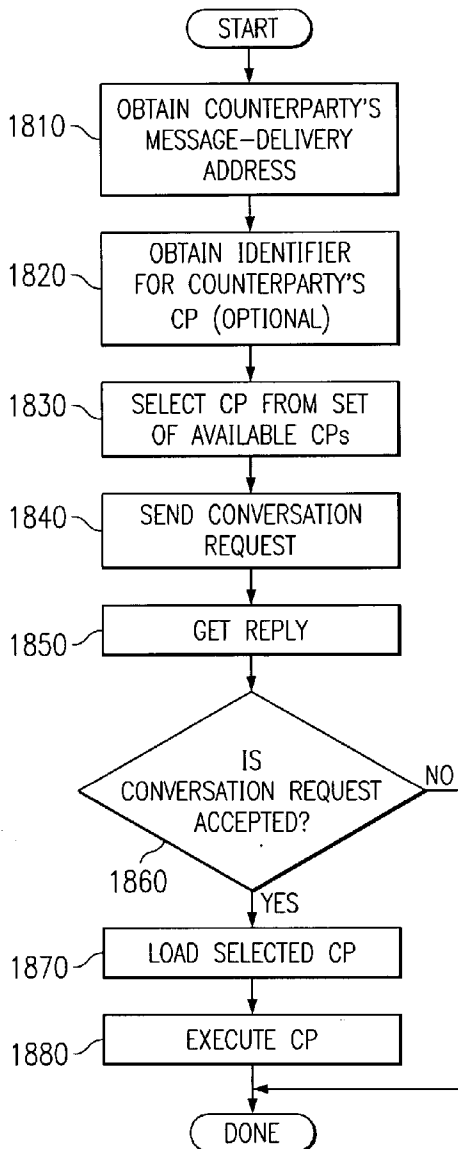 START
1810
OBTAIN COUNTERPARTY'S
MESSAGE-DELIVERY
ADDRESS
1820
OBTAIN IDENTIFIER
FOR COUNTERPARTY'S
CP (OPTIONAL)
1830
SELECT CP FROM SET
OF AVAILABLE CPs
1840
SEND CONVERSATION
REQUEST
1850
GET REPLY
IS
CONVERSATION REQUEST
ACCEPTED?
NO
1860
YES
1870
LOAD SELECTED CP
1880
EXECUTE CP
DONE